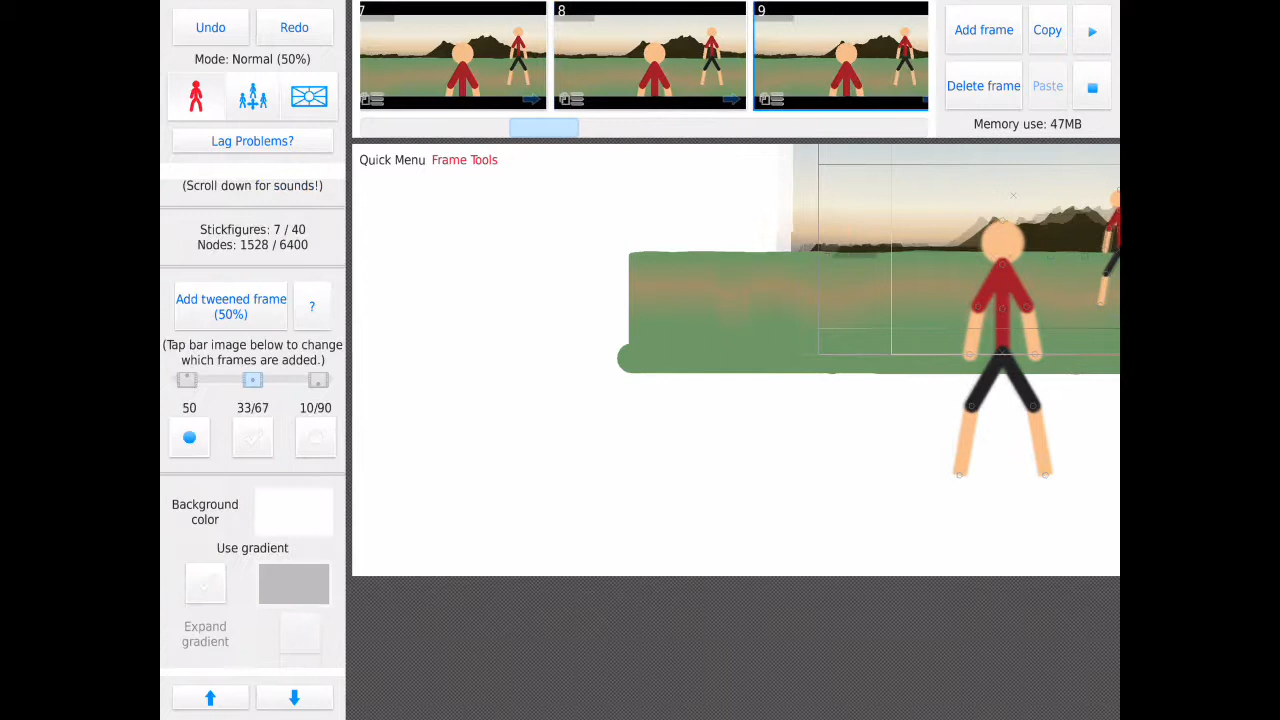 Undo
Redo
Mode: Normal (50%)
Lag Problems?
(Scroll down for sounds!)
Stickfigures: 7 / 40
Nodes: 1528 / 6400
Add tweened frame
(50%)
?
(Tap bar image below to change
which frames are added.)
50
33/67
10/90
Background
color
Use gradient
Expand
gradient
7
8
9
Add frame
Copy
Delete frame
Paste
Memory use: 47MB
Quick Menu
Frame Tools